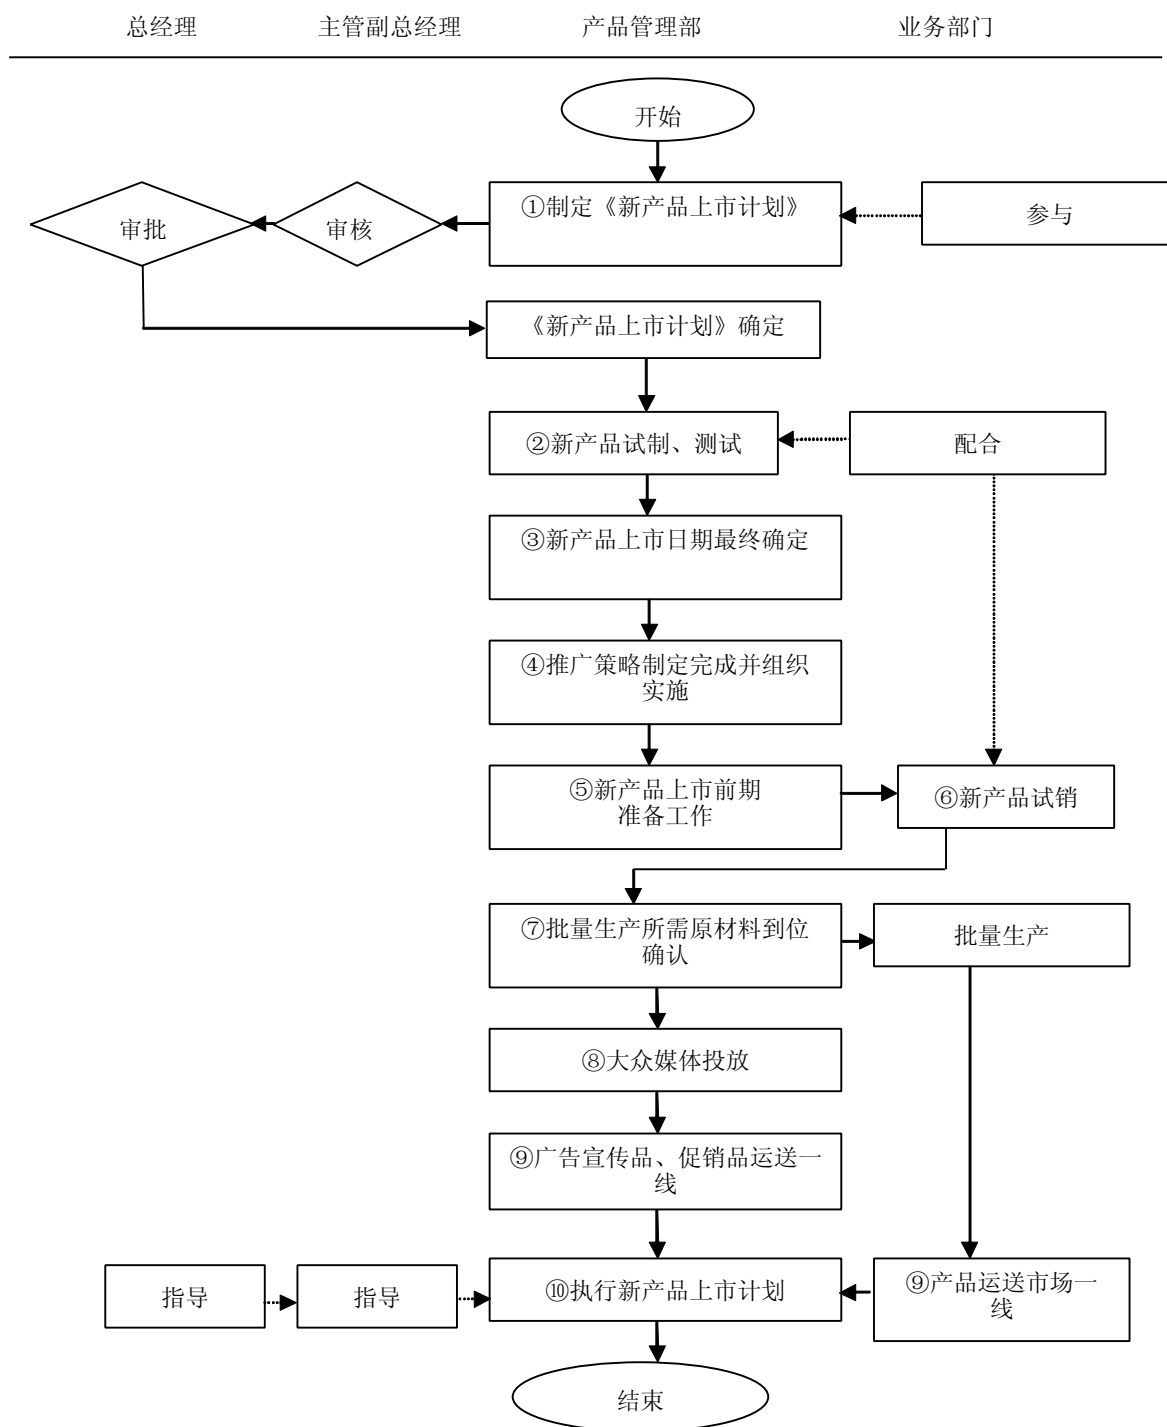 总经理 主管副总经理 产品管理部 业务部门
开始
审批 审核 ①制定《新产品上市计划》 参与
《新产品上市计划》确定
②新产品试制、测试 配合
③新产品上市日期最终确定
④推广策略制定完成并组织
实施
⑤新产品上市前期
准备工作
⑥新产品试销
⑦批量生产所需原材料到位
确认
批量生产
⑧大众媒体投放
⑨广告宣传品、促销品运送一
线
指导 指导 ⑩执行新产品上市计划
⑨产品运送市场一
线
结束